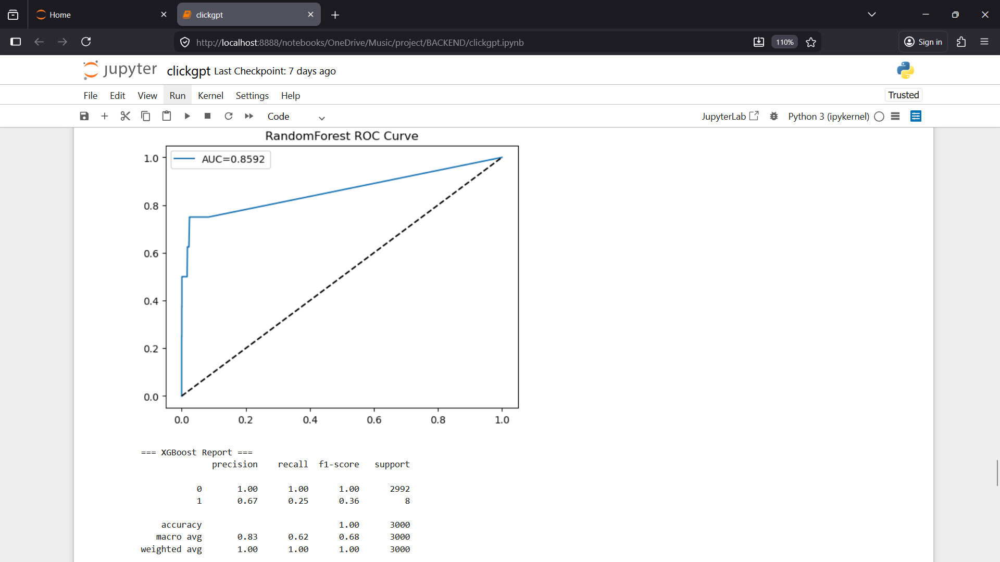 Home
clickgpt
http://localhost:8888/notebooks/OneDrive/Music/project/BACKEND/clickgpt.ipynb
110%
Sign in
jupyter clickgpt Last Checkpoint: 7 days ago
File Edit View Run Kernel Settings Help
Trusted
Code
JupyterLab
Python 3 (ipykernel)
RandomForest ROC Curve
AUC=0.8592
1.0
0.8
0.6
0.4
0.2
0.0
0.0 0.2 0.4 0.6 0.8 1.0
=== XGBoost Report ===
precision recall f1-score support
0 1.00 1.00 1.00 2992
1 0.67 0.25 0.36 8
accuracy 1.00 3000
macro avg 0.83 0.62 0.68 3000
weighted avg 1.00 1.00 1.00 3000